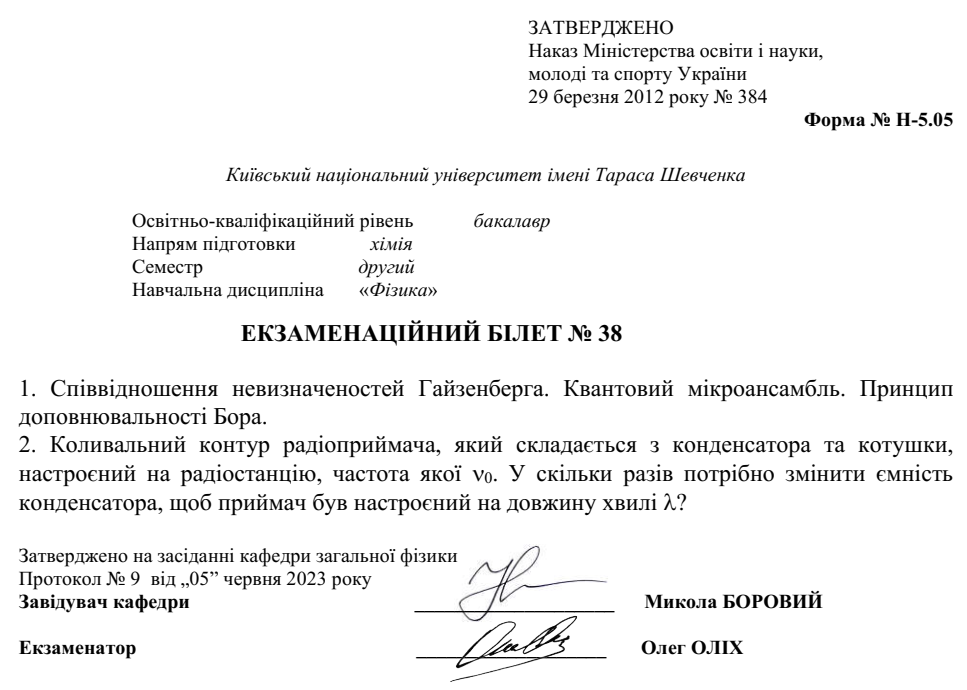 ЗАТВЕРДЖЕНО
Наказ Міністерства освіти і науки,
молоді та спорту України
29 березня 2012 року № 384
Форма № Н-5.05
Київський національний університет імені Тараса Шевченка
Освітньо-кваліфікаційний рівень бакалавр
Напрям підготовки хімія
Семестр другий
Навчальна дисципліна «Фізика»
ЕКЗАМЕНАЦІЙНИЙ БІЛЕТ № 38
1. Співвідношення невизначеностей Гайзенберга. Квантовий мікроансамбль. Принцип
доповнювальності Бора.
2. Коливальний контур радіоприймача, який складається з конденсатора та котушки,
настроєний на радіостанцію, частота якої ν₀. У скільки разів потрібно змінити ємність
конденсатора, щоб приймач був настроєний на довжину хвилі λ?
Затверджено на засіданні кафедри загальної фізики
Протокол № 9 від „05” червня 2023 року
Завідувач кафедри Микола БОРОВИЙ
Екзаменатор Олег ОЛІХ